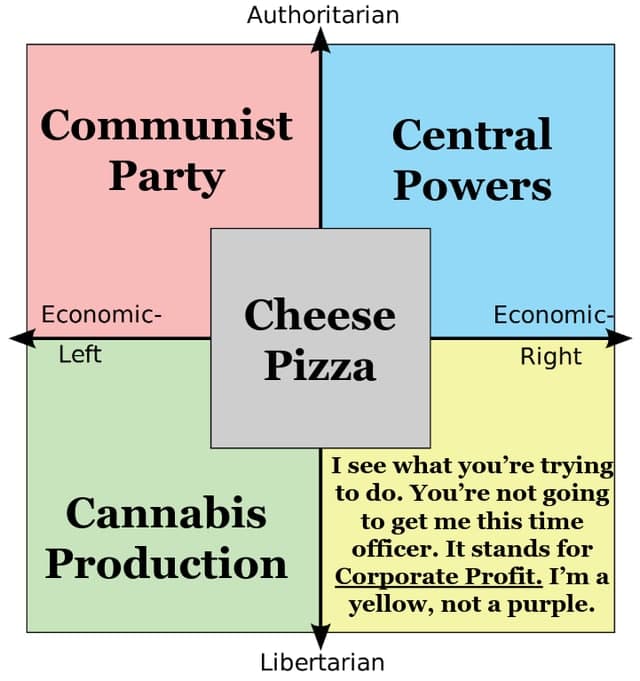 Authoritarian
Communist
Party
Central
Powers
Cheese
Pizza
Economic-
Left
Economic-
Right
Cannabis
Production
I see what you’re trying
to do. You’re not going
to get me this time
officer. It stands for
Corporate Profit. I’m a
yellow, not a purple.
Libertarian